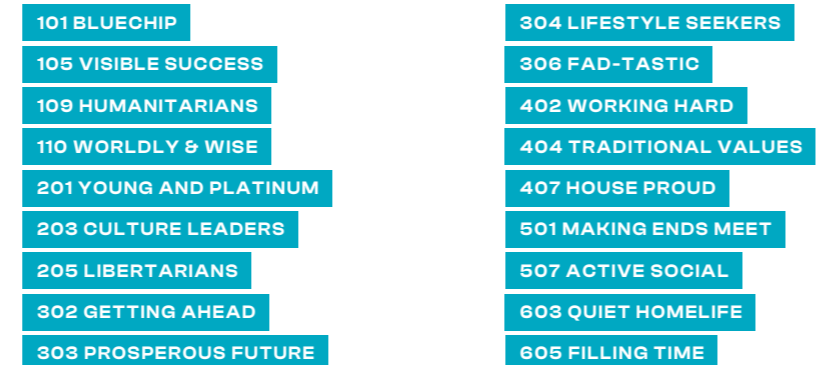 101 BLUECHIP
105 VISIBLE SUCCESS
109 HUMANITARIANS
110 WORLDLY & WISE
201 YOUNG AND PLATINUM
203 CULTURE LEADERS
205 LIBERTARIANS
302 GETTING AHEAD
303 PROSPEROUS FUTURE
304 LIFESTYLE SEEKERS
306 FAD-TASTIC
402 WORKING HARD
404 TRADITIONAL VALUES
407 HOUSE PROUD
501 MAKING ENDS MEET
507 ACTIVE SOCIAL
603 QUIET HOMELIFE
605 FILLING TIME